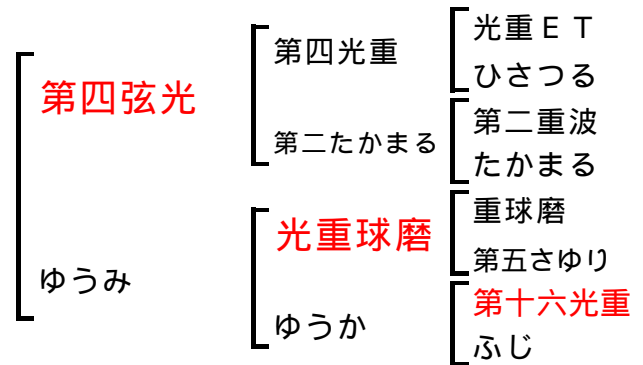 第四弦光
ゆうみ
第四光重
第二たかまる
光重球磨
ゆうか
光重ＥＴ
ひさつる
第二重波
たかまる
重球磨
第五さゆり
第十六光重
ふじ